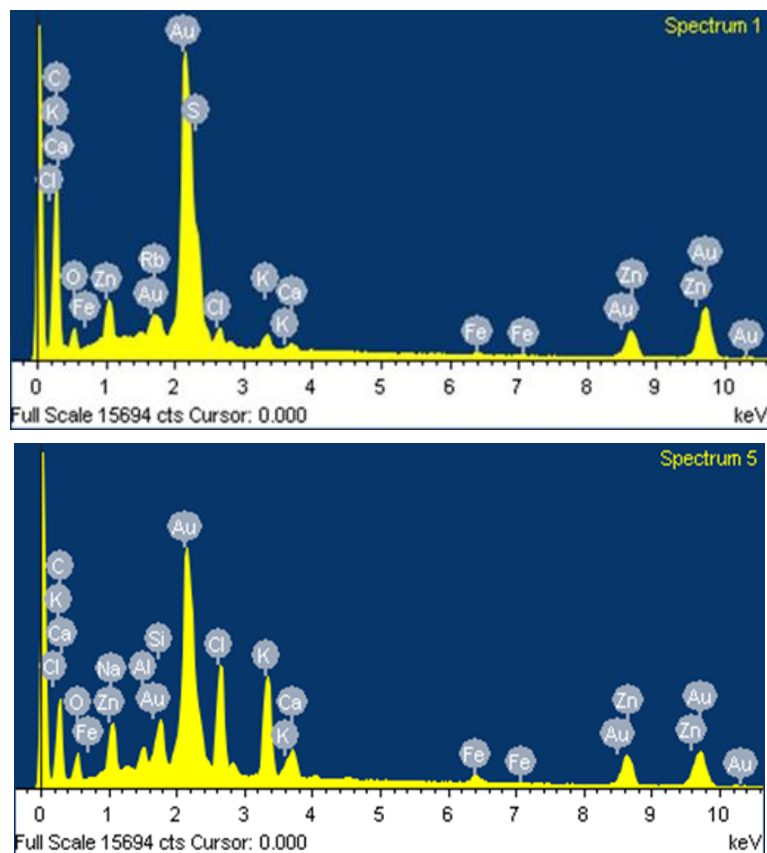 Spectrum 1
Au
C
S
K
Ca
Cl
Rb
Au
K
Ca
Zn
O
Zn
Fe
Au
Cl
K
Fe
Fe
Au
Zn
Au
0 1 2 3 4 5 6 7 8 9 10
Full Scale 15694 cts Cursor: 0.000 keV
Spectrum 5
Au
C
K
Ca
Cl
Si
Cl
K
Na
Al
O
Zn
Au
Ca
Zn
Au
Fe
K
Fe
Fe
Au
Zn
Au
0 1 2 3 4 5 6 7 8 9 10
Full Scale 15694 cts Cursor: 0.000 keV